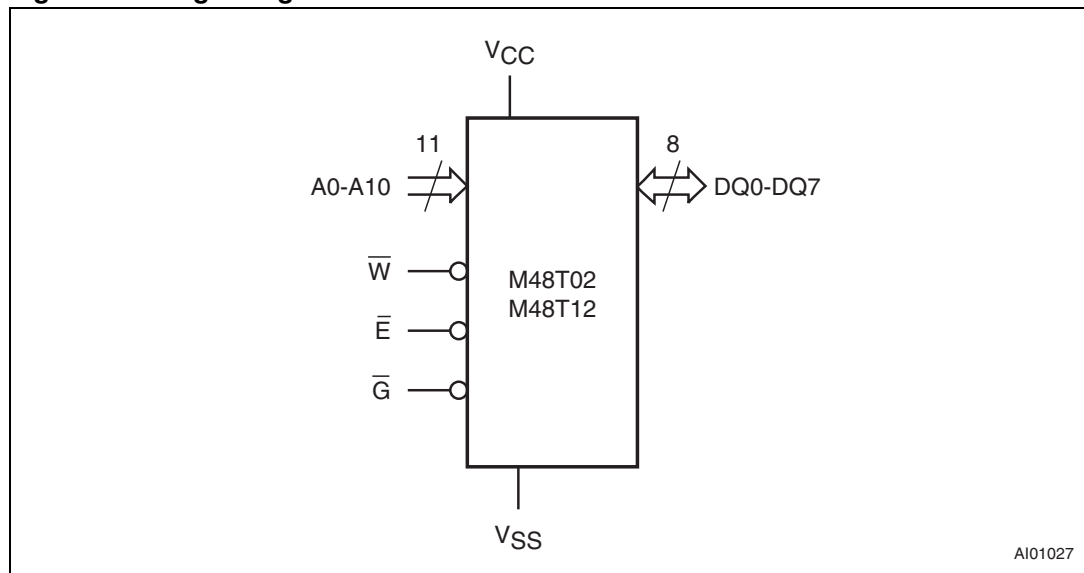 VCC
11
8
A0-A10
DQ0-DQ7
W̅
M48T02
M48T12
E̅
G̅
VSS
AI01027